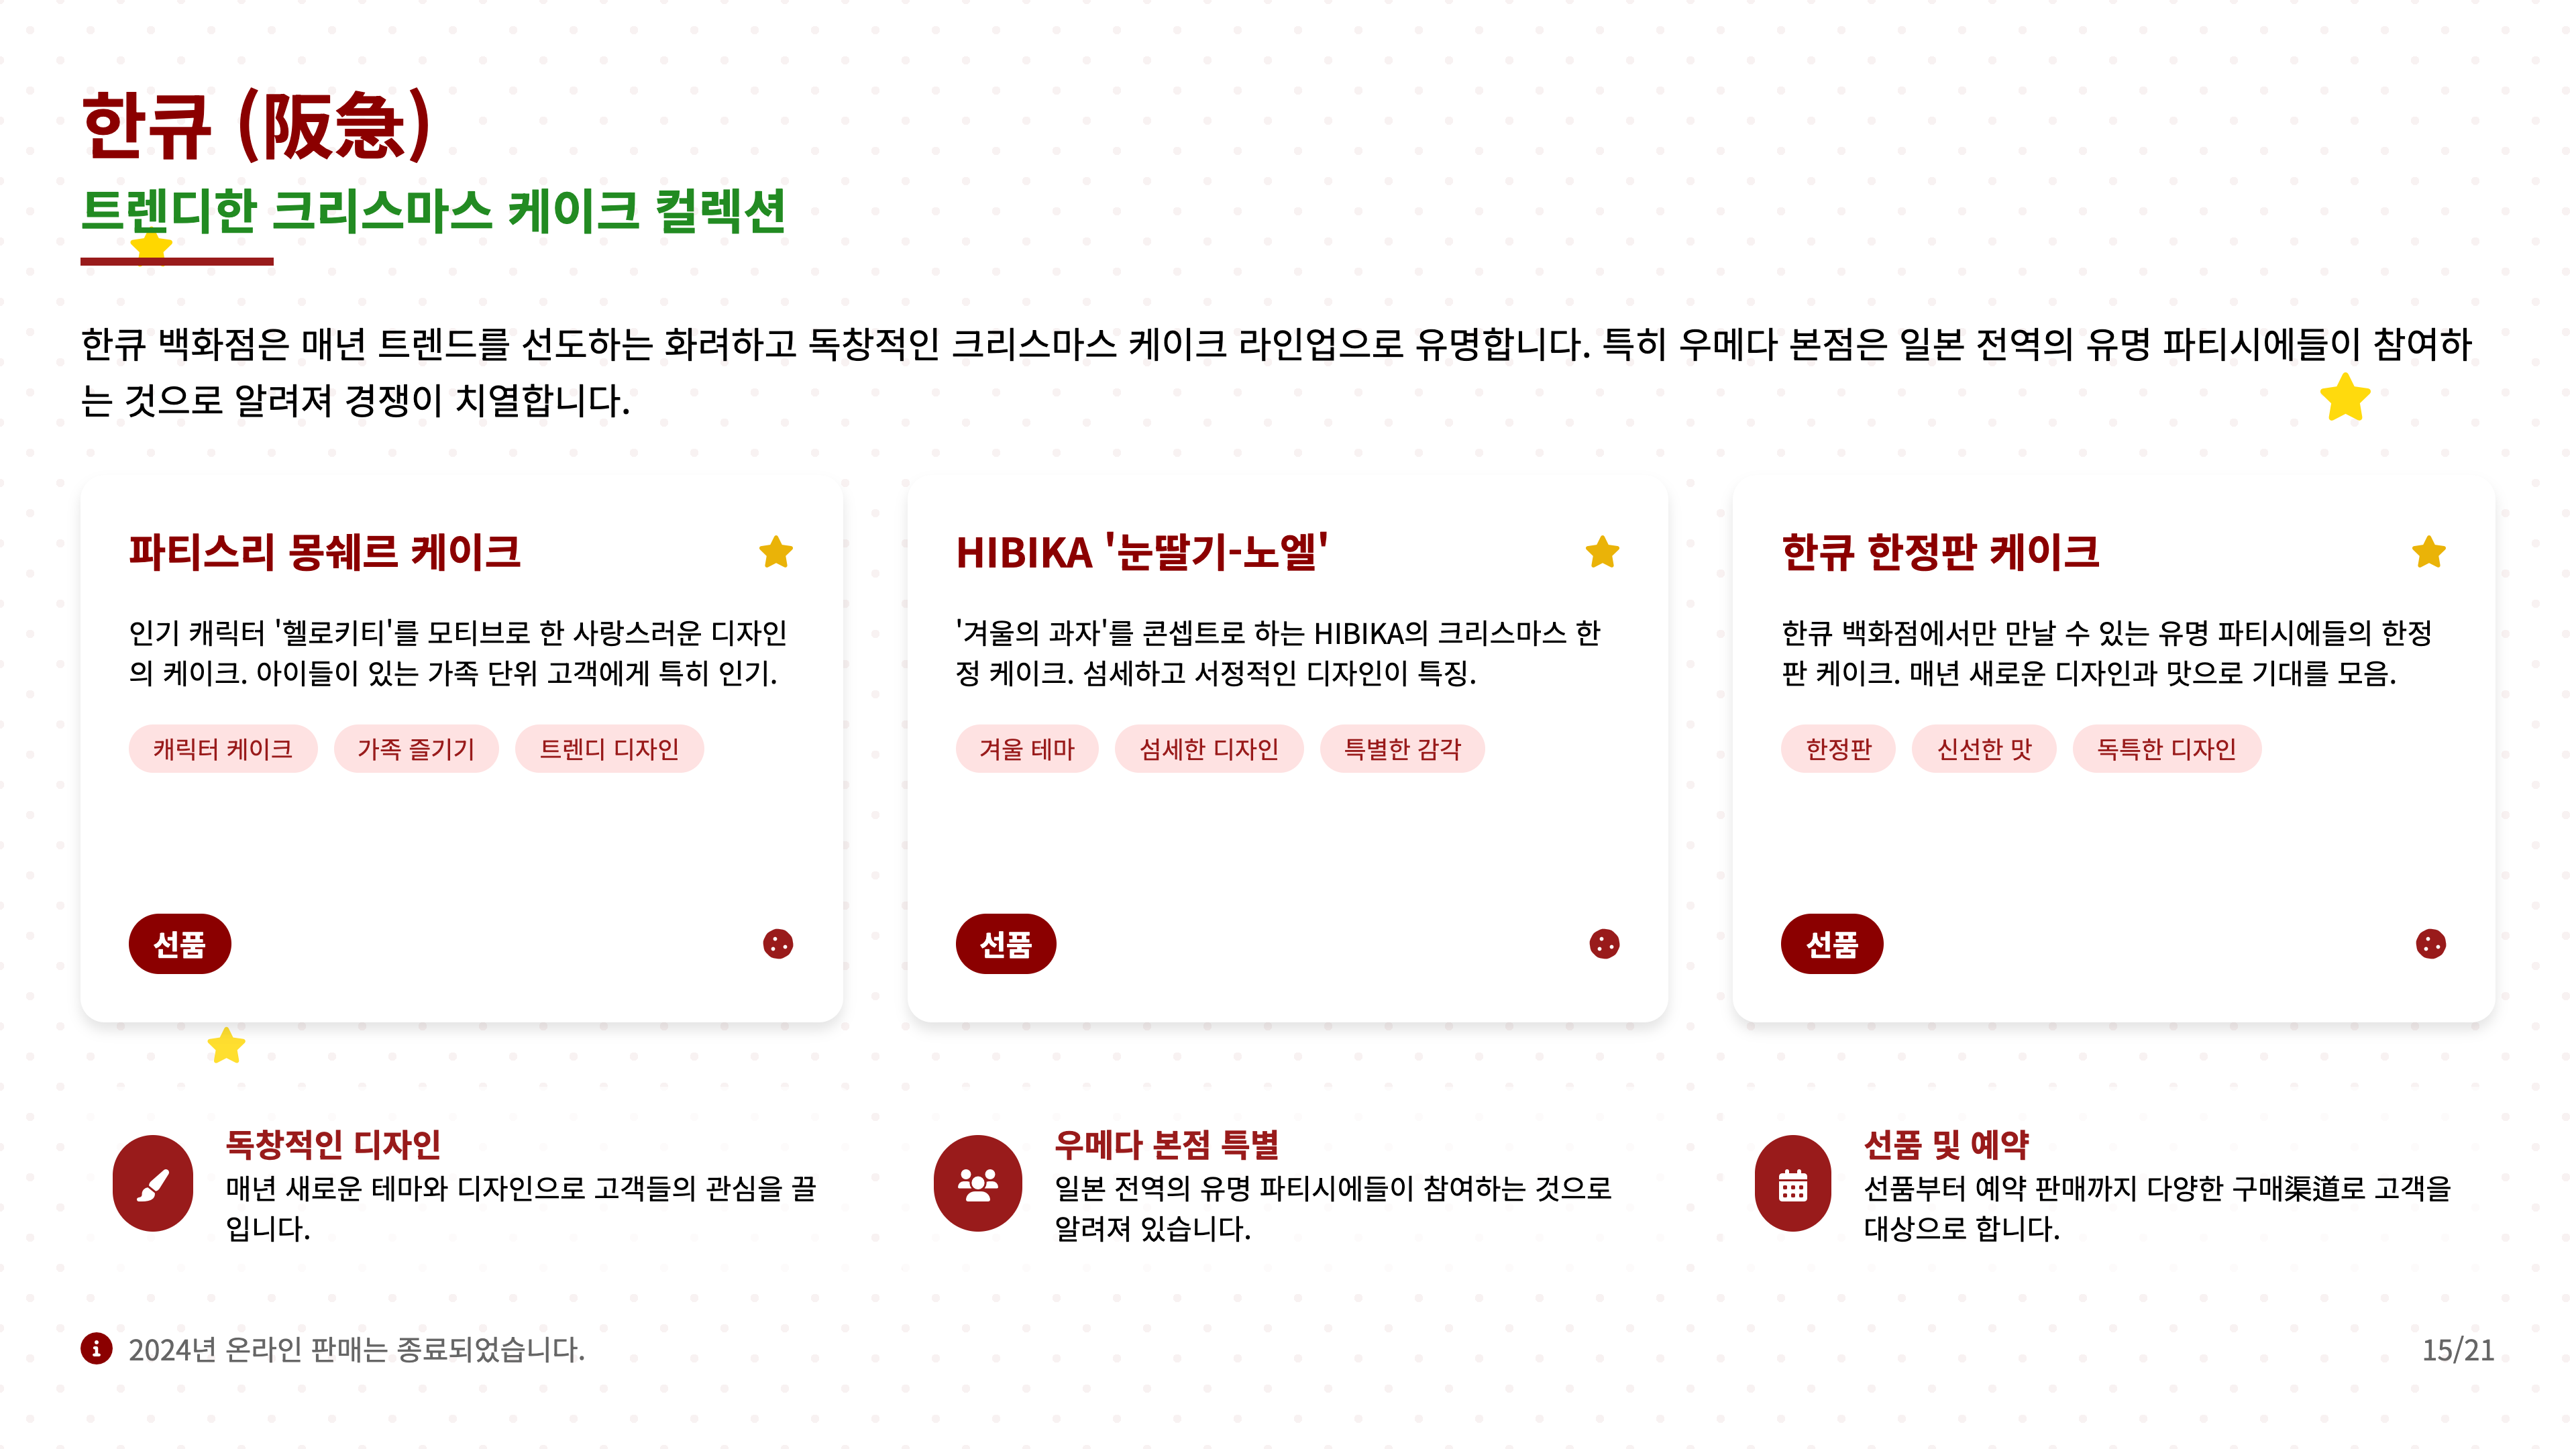 한큐 (阪急)
트렌디한 크리스마스 케이크 컬렉션
한큐 백화점은 매년 트렌드를 선도하는 화려하고 독창적인 크리스마스 케이크 라인업으로 유명합니다. 특히 우메다 본점은 일본 전역의 유명 파티시에들이 참여하
는 것으로 알려져 경쟁이 치열합니다.
파티스리 몽쉐르 케이크
인기 캐릭터 '헬로키티'를 모티브로 한 사랑스러운 디자인
의 케이크. 아이들이 있는 가족 단위 고객에게 특히 인기.
캐릭터 케이크 가족 즐기기 트렌디 디자인
선품
HIBIKA '눈딸기-노엘'
'겨울의 과자'를 콘셉트로 하는 HIBIKA의 크리스마스 한
정 케이크. 섬세하고 서정적인 디자인이 특징.
겨울 테마 섬세한 디자인 특별한 감각
선품
한큐 한정판 케이크
한큐 백화점에서만 만날 수 있는 유명 파티시에들의 한정
판 케이크. 매년 새로운 디자인과 맛으로 기대를 모음.
한정판 신선한 맛 독특한 디자인
선품
독창적인 디자인
매년 새로운 테마와 디자인으로 고객들의 관심을 끌
입니다.
우메다 본점 특별
일본 전역의 유명 파티시에들이 참여하는 것으로
알려져 있습니다.
선품 및 예약
선품부터 예약 판매까지 다양한 구매渠道로 고객을
대상으로 합니다.
2024년 온라인 판매는 종료되었습니다.
15/21